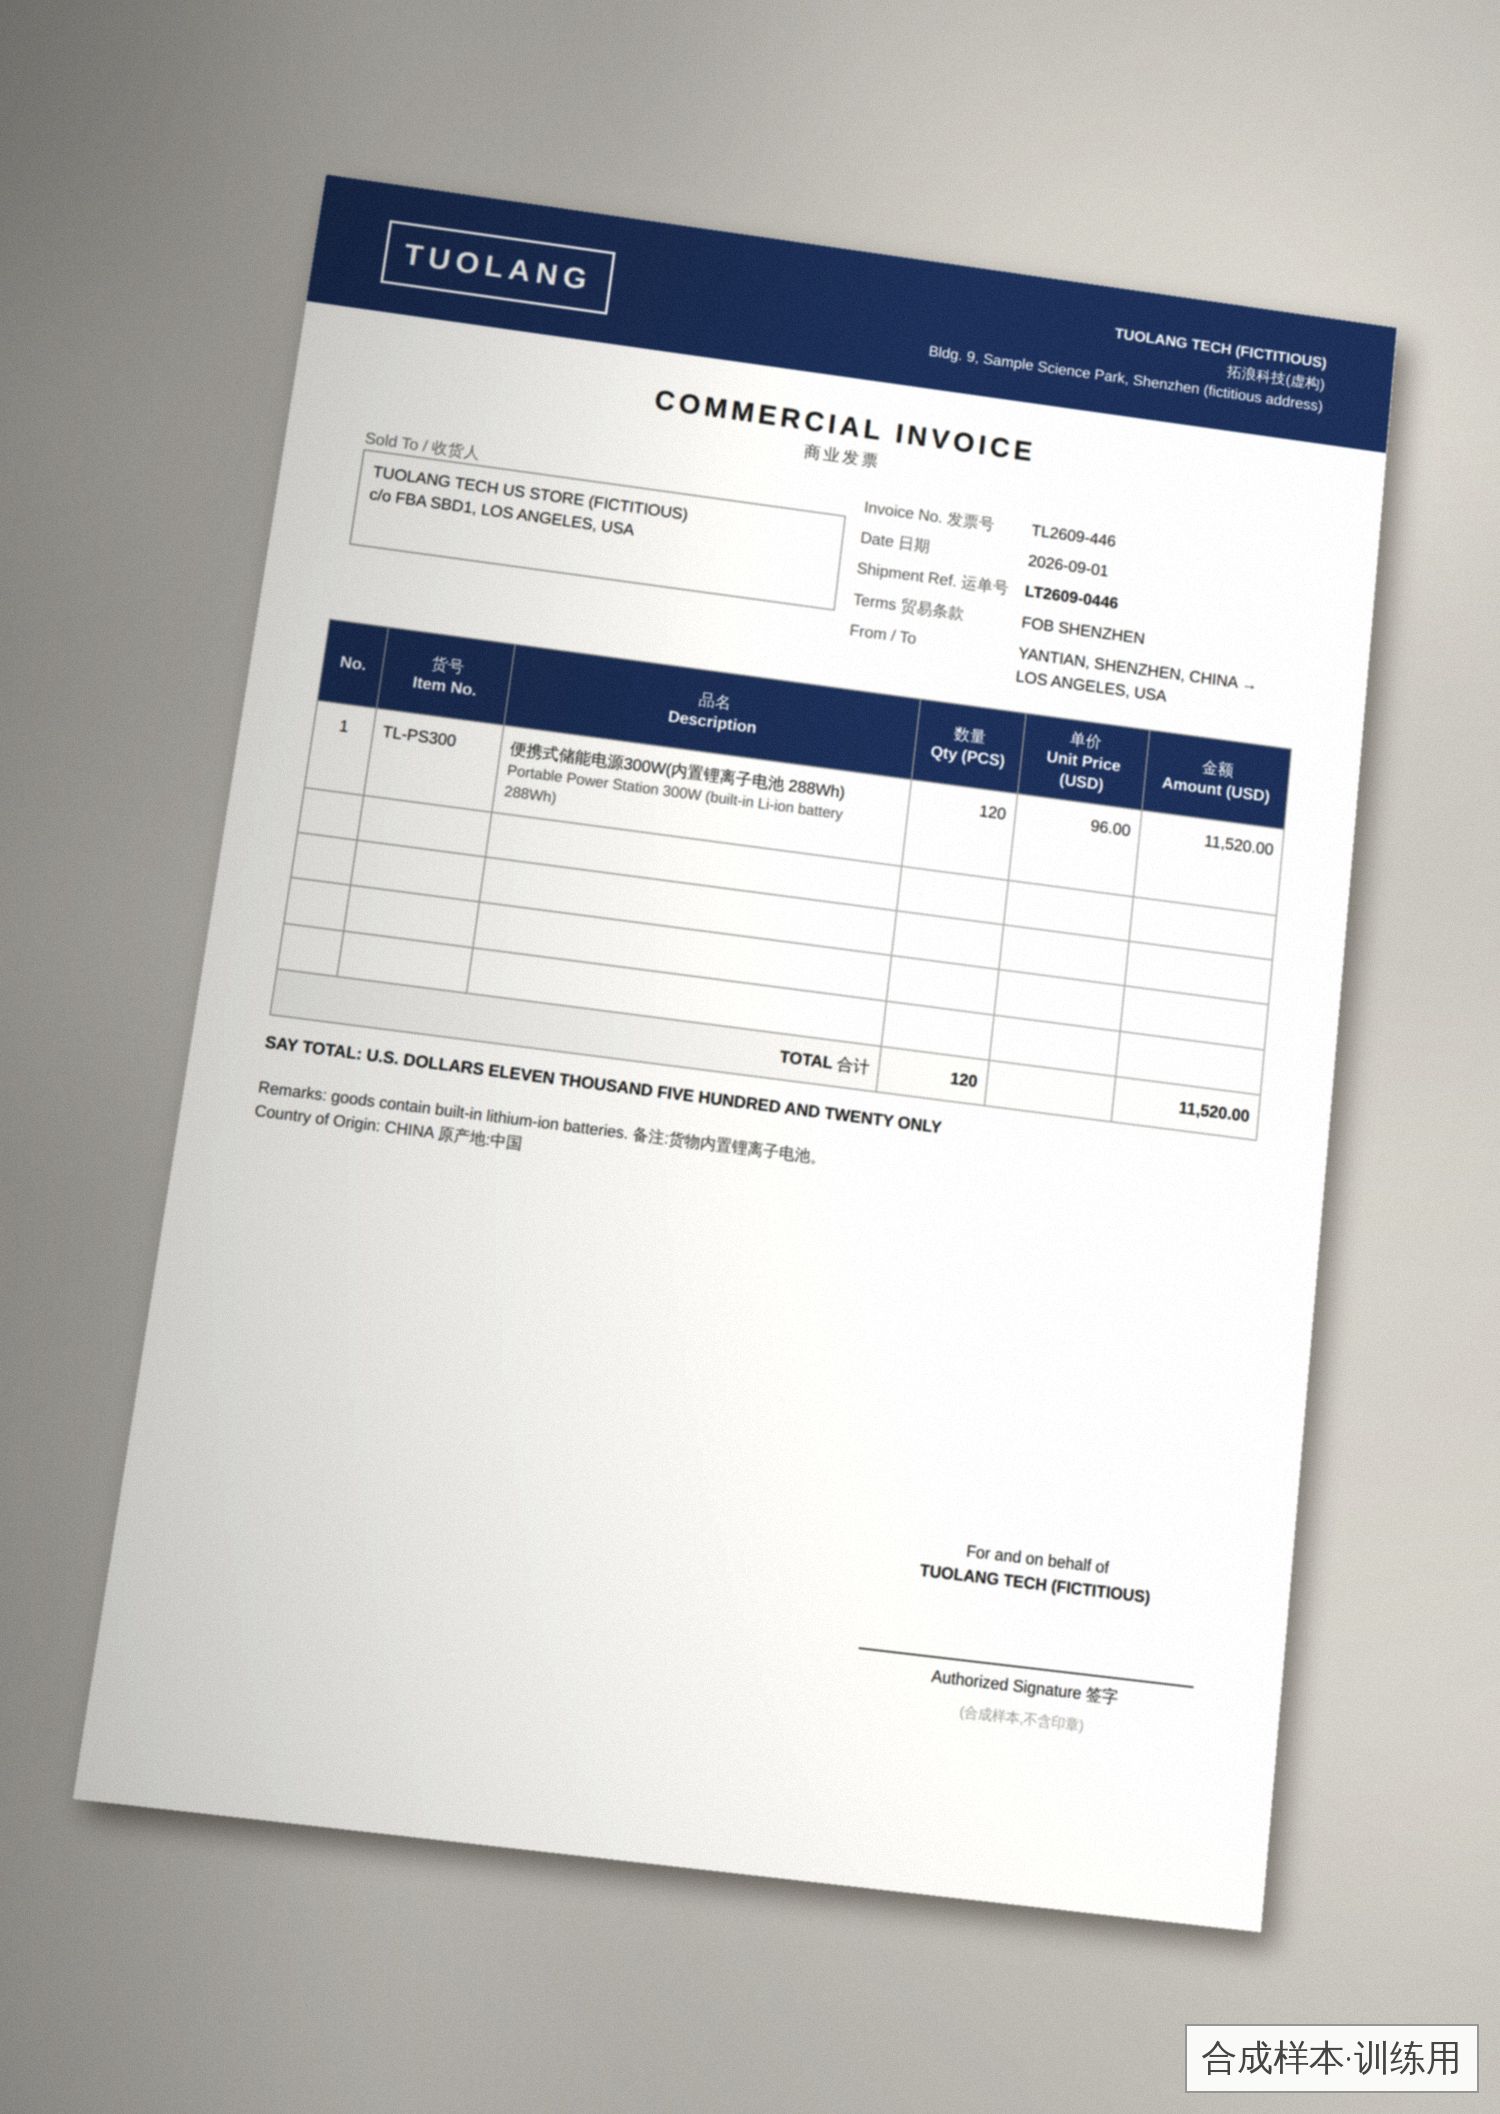 TUOLANG
TUOLANG TECH (FICTITIOUS)
拓浪科技(虚构)
Bldg. 9, Sample Science Park, Shenzhen (fictitious address)
COMMERCIAL INVOICE
商业发票
Sold To / 收货人
TUOLANG TECH US STORE (FICTITIOUS)
c/o FBA SBD1, LOS ANGELES, USA
Invoice No. 发票号 TL2609-446
Date 日期 2026-09-01
Shipment Ref. 运单号 LT2609-0446
Terms 贸易条款 FOB SHENZHEN
From / To YANTIAN, SHENZHEN, CHINA →
LOS ANGELES, USA
No. 货号 品名 数量 单价 金额
Item No. Description Qty (PCS) Unit Price (USD) Amount (USD)
1 TL-PS300 便携式储能电源300W(内置锂离子电池 288Wh) 120 96.00 11,520.00
Portable Power Station 300W (built-in Li-ion battery
288Wh)
TOTAL 合计 120 11,520.00
SAY TOTAL: U.S. DOLLARS ELEVEN THOUSAND FIVE HUNDRED AND TWENTY ONLY
Remarks: goods contain built-in lithium-ion batteries. 备注:货物内置锂离子电池。
Country of Origin: CHINA 原产地:中国
For and on behalf of
TUOLANG TECH (FICTITIOUS)
Authorized Signature 签字
(合成样本,不含印章)
合成样本·训练用